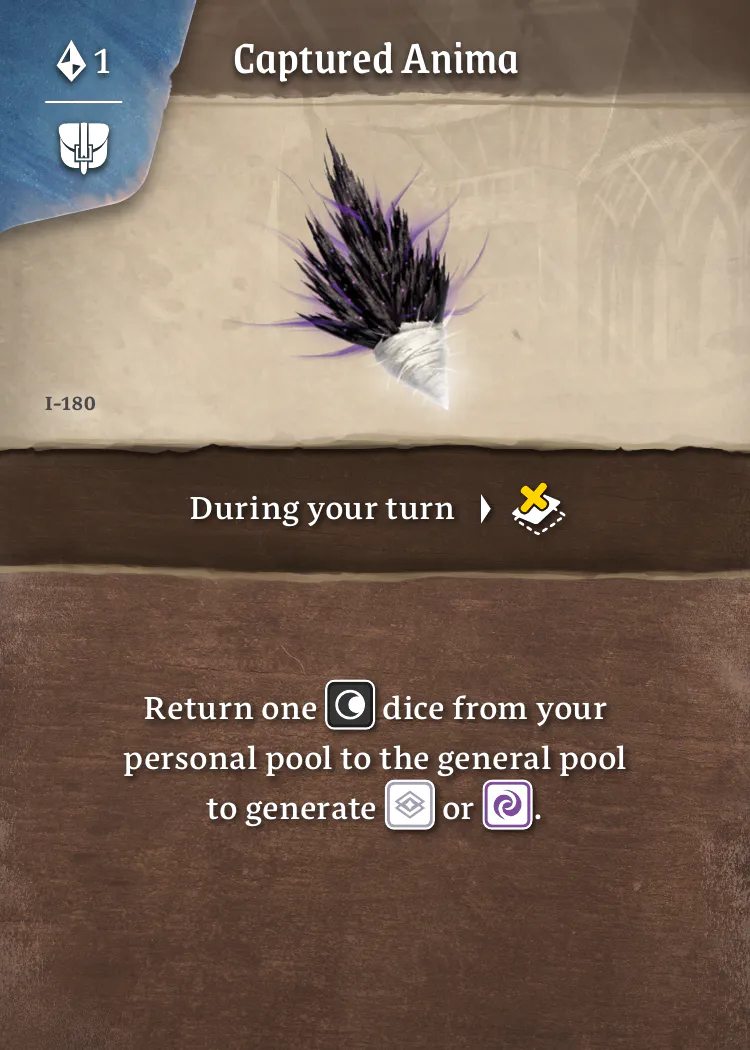 1
Captured Anima
I-180
During your turn
Return one dice from your
personal pool to the general pool
to generate or .